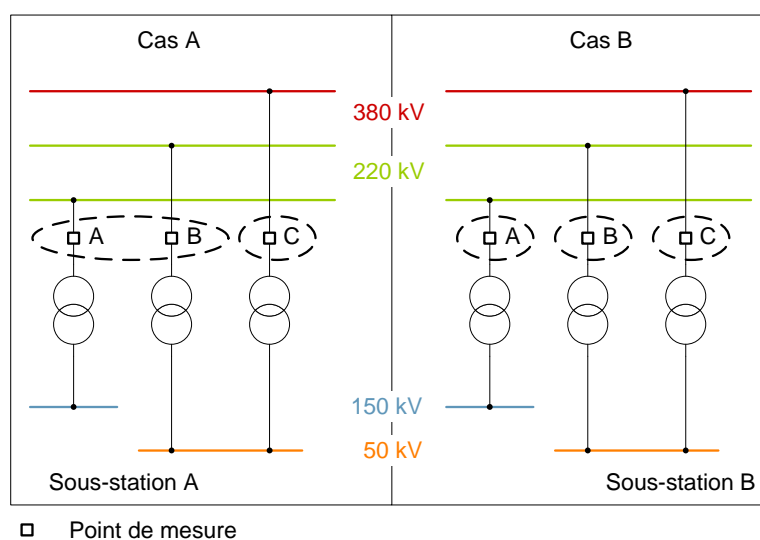 Cas A
Cas B
380 kV
220 kV
A
B
C
A
B
C
150 kV
50 kV
Sous-station A
Sous-station B
Point de mesure